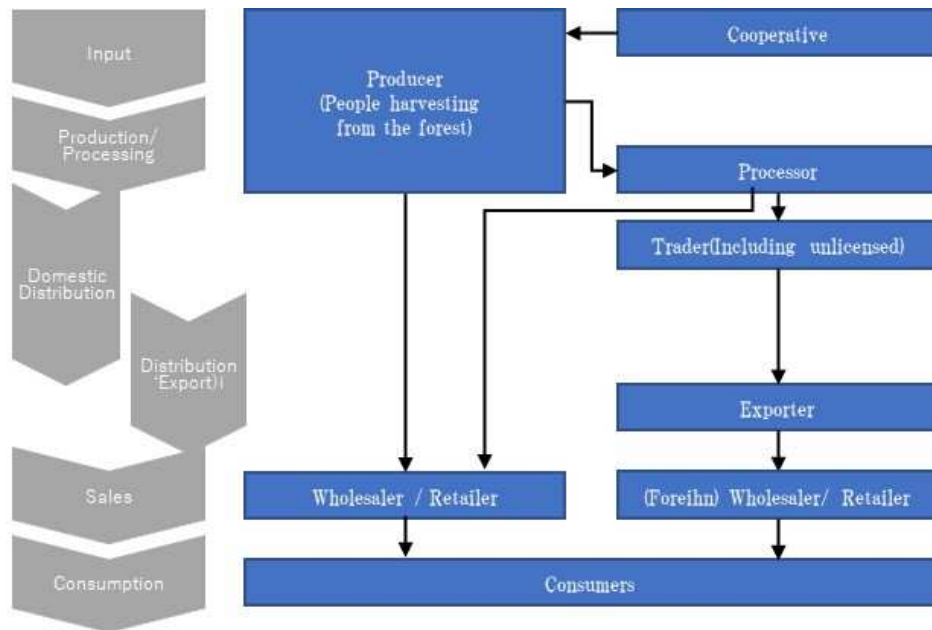 Input
Production/
Processing
Domestic
Distribution
Distribution
'Export)|
Sales
Consumption
Cooperative
Producer
(People harvesting
from the forest)
Processor
Trader(Including unlicensed)
Exporter
Wholesaler / Retailer
(Foreihn) Wholesaler/ Retailer
Consumers